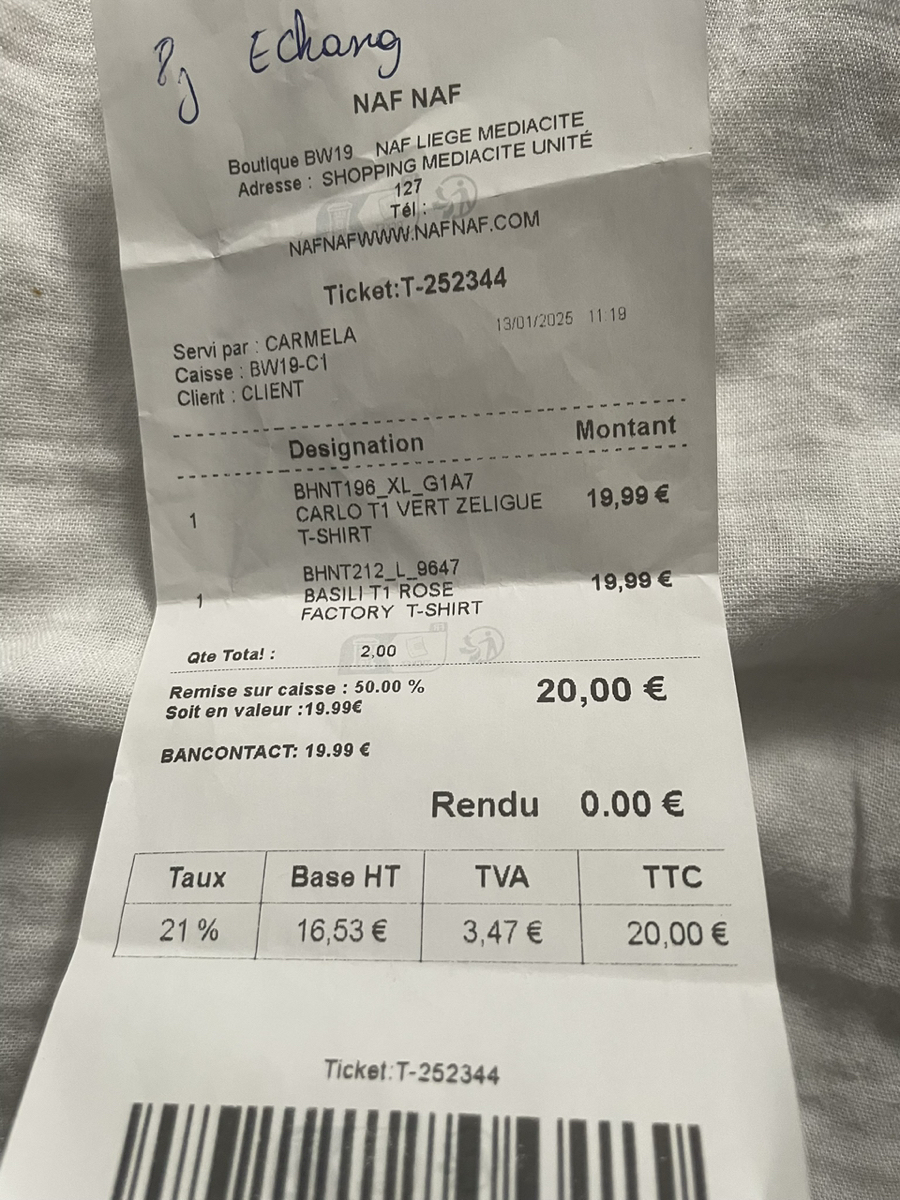 8j Echang
NAF NAF
Boutique BW19 NAF LIEGE MEDIACITE
Adresse : SHOPPING MEDIACITE UNITÉ
127
Tél :
NAFNAFWWW.NAFNAF.COM
Ticket:T-252344
13/01/2025 11:19
Servi par : CARMELA
Caisse : BW19-C1
Client : CLIENT
Designation Montant
BHNT196_XL_G1A7
1 CARLO T1 VERT ZELIGUE 19,99 €
T-SHIRT
BHNT212_L_9647
1 BASILI T1 ROSE 19,99 €
FACTORY T-SHIRT
Qte Total : 2,00
Remise sur caisse : 50.00 % 20,00 €
Soit en valeur :19.99€
BANCONTACT: 19.99 €
Rendu 0.00 €
Taux Base HT TVA TTC
21 % 16,53 € 3,47 € 20,00 €
Ticket:T-252344